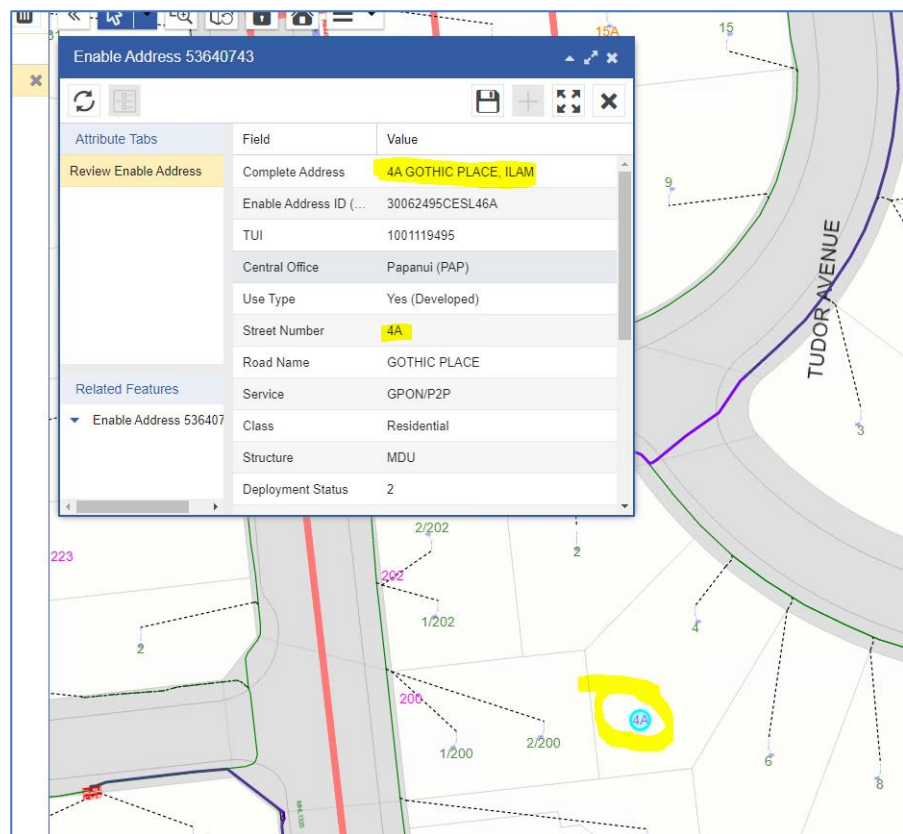 15A
15
Enable Address 53640743
Attribute Tabs
Field Value
Review Enable Address
Complete Address 4A GOTHIC PLACE, ILAM
Enable Address ID (... 30062495CESL46A
TUI 1001119495
Central Office Papanui (PAP)
Use Type Yes (Developed)
Street Number 4A
Road Name GOTHIC PLACE
Related Features
Service GPON/P2P
Enable Address 536407
Class Residential
Structure MDU
Deployment Status 2
9
TUDOR AVENUE
3
2/202
2
223
202
1/202
4
2
200
4A
1/200
2/200
6
8